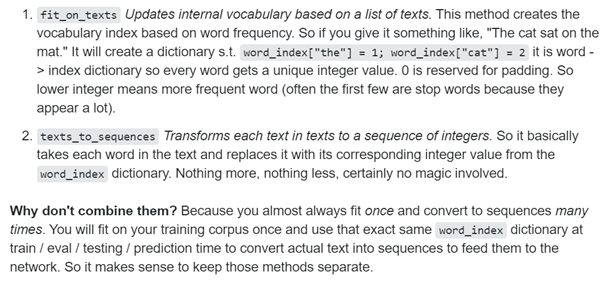 1. fit_on_texts Updates internal vocabulary based on a list of texts. This method creates the
vocabulary index based on word frequency. So if you give it something like, "The cat sat on the
mat." It will create a dictionary s.t. word_index["the"] = 1; word_index["cat"] = 2 it is word -
> index dictionary so every word gets a unique integer value. 0 is reserved for padding. So
lower integer means more frequent word (often the first few are stop words because they
appear a lot).
2. texts_to_sequences Transforms each text in texts to a sequence of integers. So it basically
takes each word in the text and replaces it with its corresponding integer value from the
word_index dictionary. Nothing more, nothing less, certainly no magic involved.
Why don't combine them? Because you almost always fit once and convert to sequences many
times. You will fit on your training corpus once and use that exact same word_index dictionary at
train / eval / testing / prediction time to convert actual text into sequences to feed them to the
network. So it makes sense to keep those methods separate.